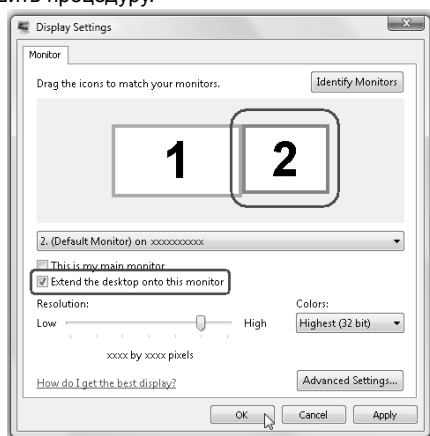 процедуру.
Display Settings
Monitor
Drag the icons to match your monitors.
Identify Monitors
1
2
2. (Default Monitor) on xxxxxxxxxx
This is my main monitor
Extend the desktop onto this monitor
Resolution:
Colors:
Low
High
Highest (32 bit)
xxxx by xxxx pixels
How do I get the best display?
Advanced Settings...
OK
Cancel
Apply